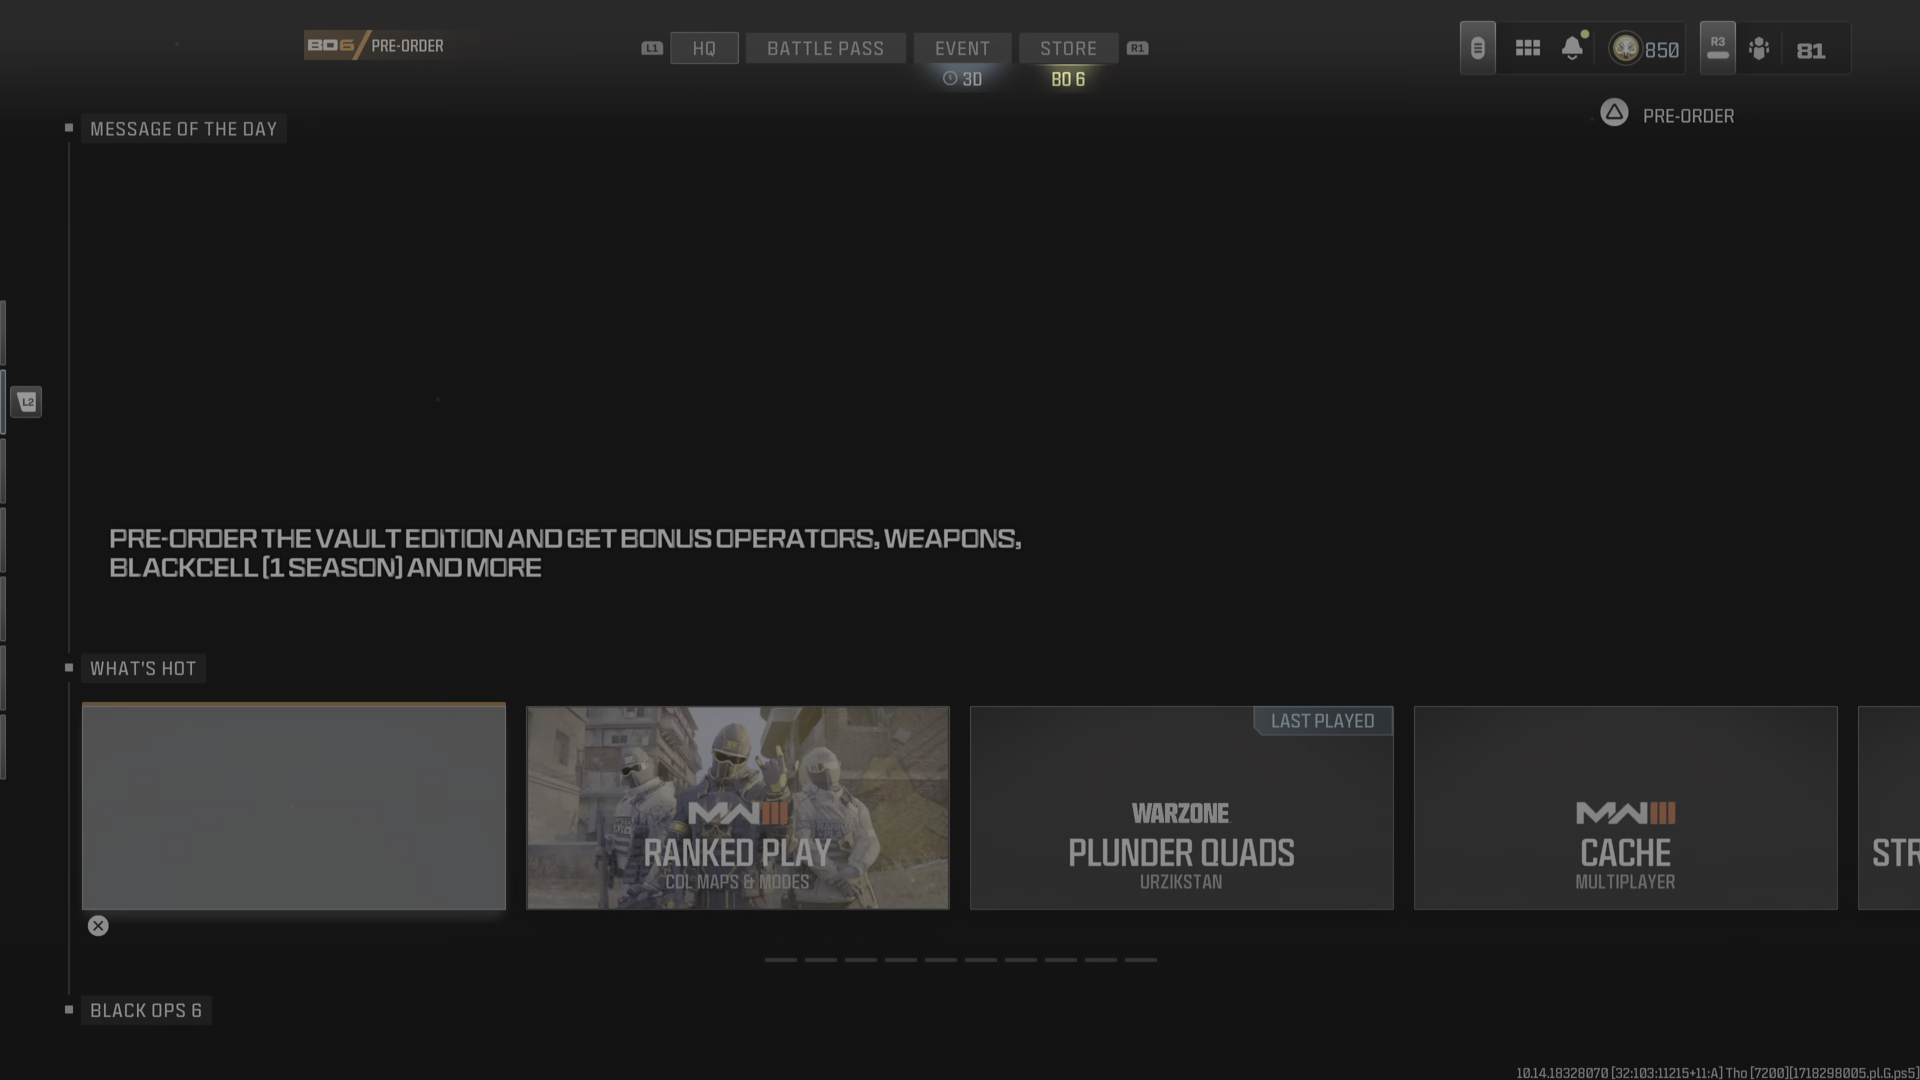 BO6 PRE-ORDER
L1 HQ BATTLE PASS EVENT STORE R1
3D
BO 6
850
R3
81
PRE-ORDER
MESSAGE OF THE DAY
L2
PRE-ORDER THE VAULT EDITION AND GET BONUS OPERATORS, WEAPONS,
BLACKCELL (1 SEASON) AND MORE
WHAT'S HOT
MWIII
RANKED PLAY
CDL MAPS & MODES
LAST PLAYED
WARZONE
PLUNDER QUADS
URZIKSTAN
MWIII
CACHE
MULTIPLAYER
STR
BLACK OPS 6
10.14.18328070 [32:103:11215+11:A] Tho [7200][1718298005.pl.G.ps5]